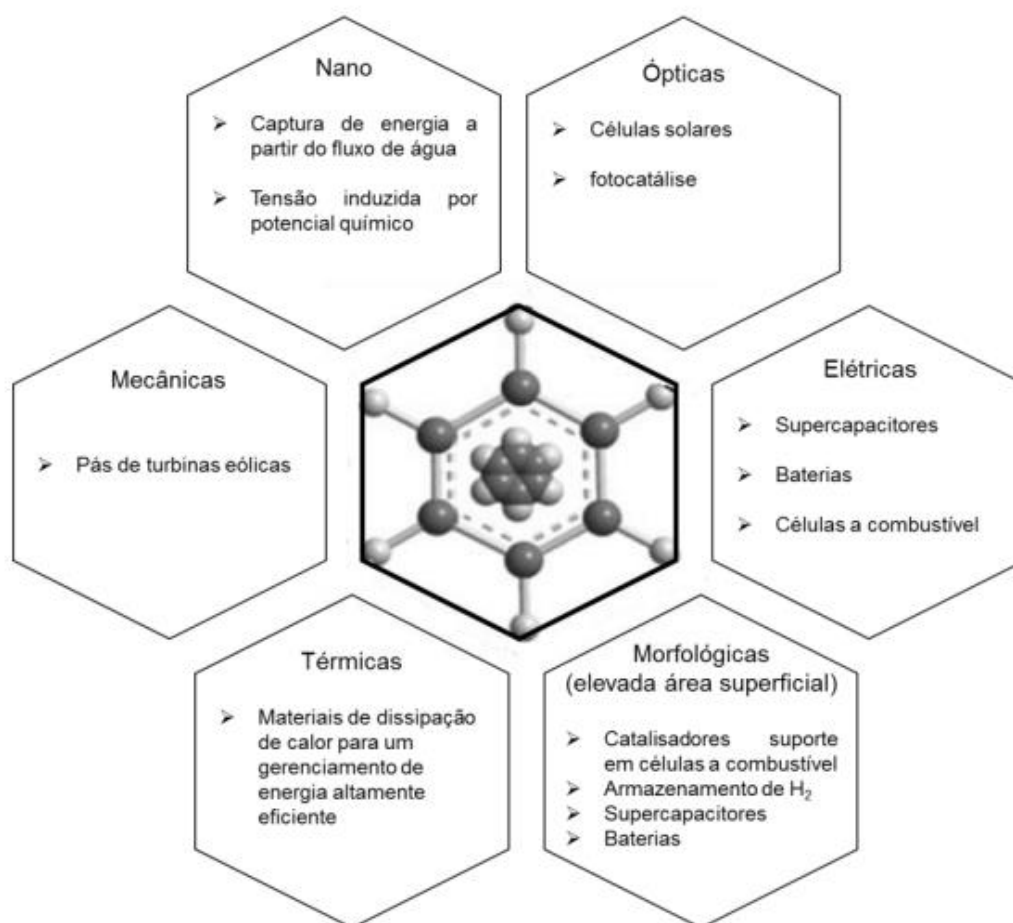 Nano
➢ Captura de energia a
partir do fluxo de água
➢ Tensão induzida por
potencial químico
Ópticas
➢ Células solares
➢ fotocatálise
Mecânicas
➢ Pás de turbinas eólicas
Elétricas
➢ Supercapacitores
➢ Baterias
➢ Células a combustível
Térmicas
➢ Materiais de dissipação
de calor para um
gerenciamento de
energia altamente
eficiente
Morfológicas
(elevada área superficial)
➢ Catalisadores suporte
em células a combustível
➢ Armazenamento de H₂
➢ Supercapacitores
➢ Baterias